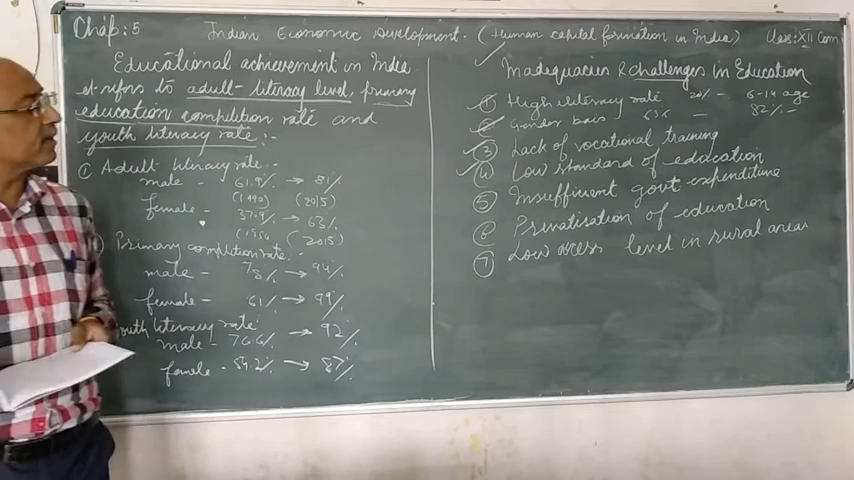 Chap: 5 Indian Economic Development. (Human capital formation in India) Class: XII Com
Educational achievement in India
It refers to adult-literacy level, primary
education completion rate and
youth literacy rate:-
① Adult literacy rate:-
male - 61.9% → 81%
(1990) (2015)
female - 37.9% → 63%
(2015)
Primary completion rate -
male - 78% → 94%
female - 61% → 99%
outh literacy rate
male - 76.6% → 92%
female - 54.2% → 87%
Inadequacies & challenges in Education
① High illiteracy rate 20% - 6-14 age
② Gender bais 63% - 82% -
③ Lack of vocational training
④ Low standard of education
⑤ Insufficient govt expenditure
⑥ Privatisation of education
⑦ Low access level in rural areas